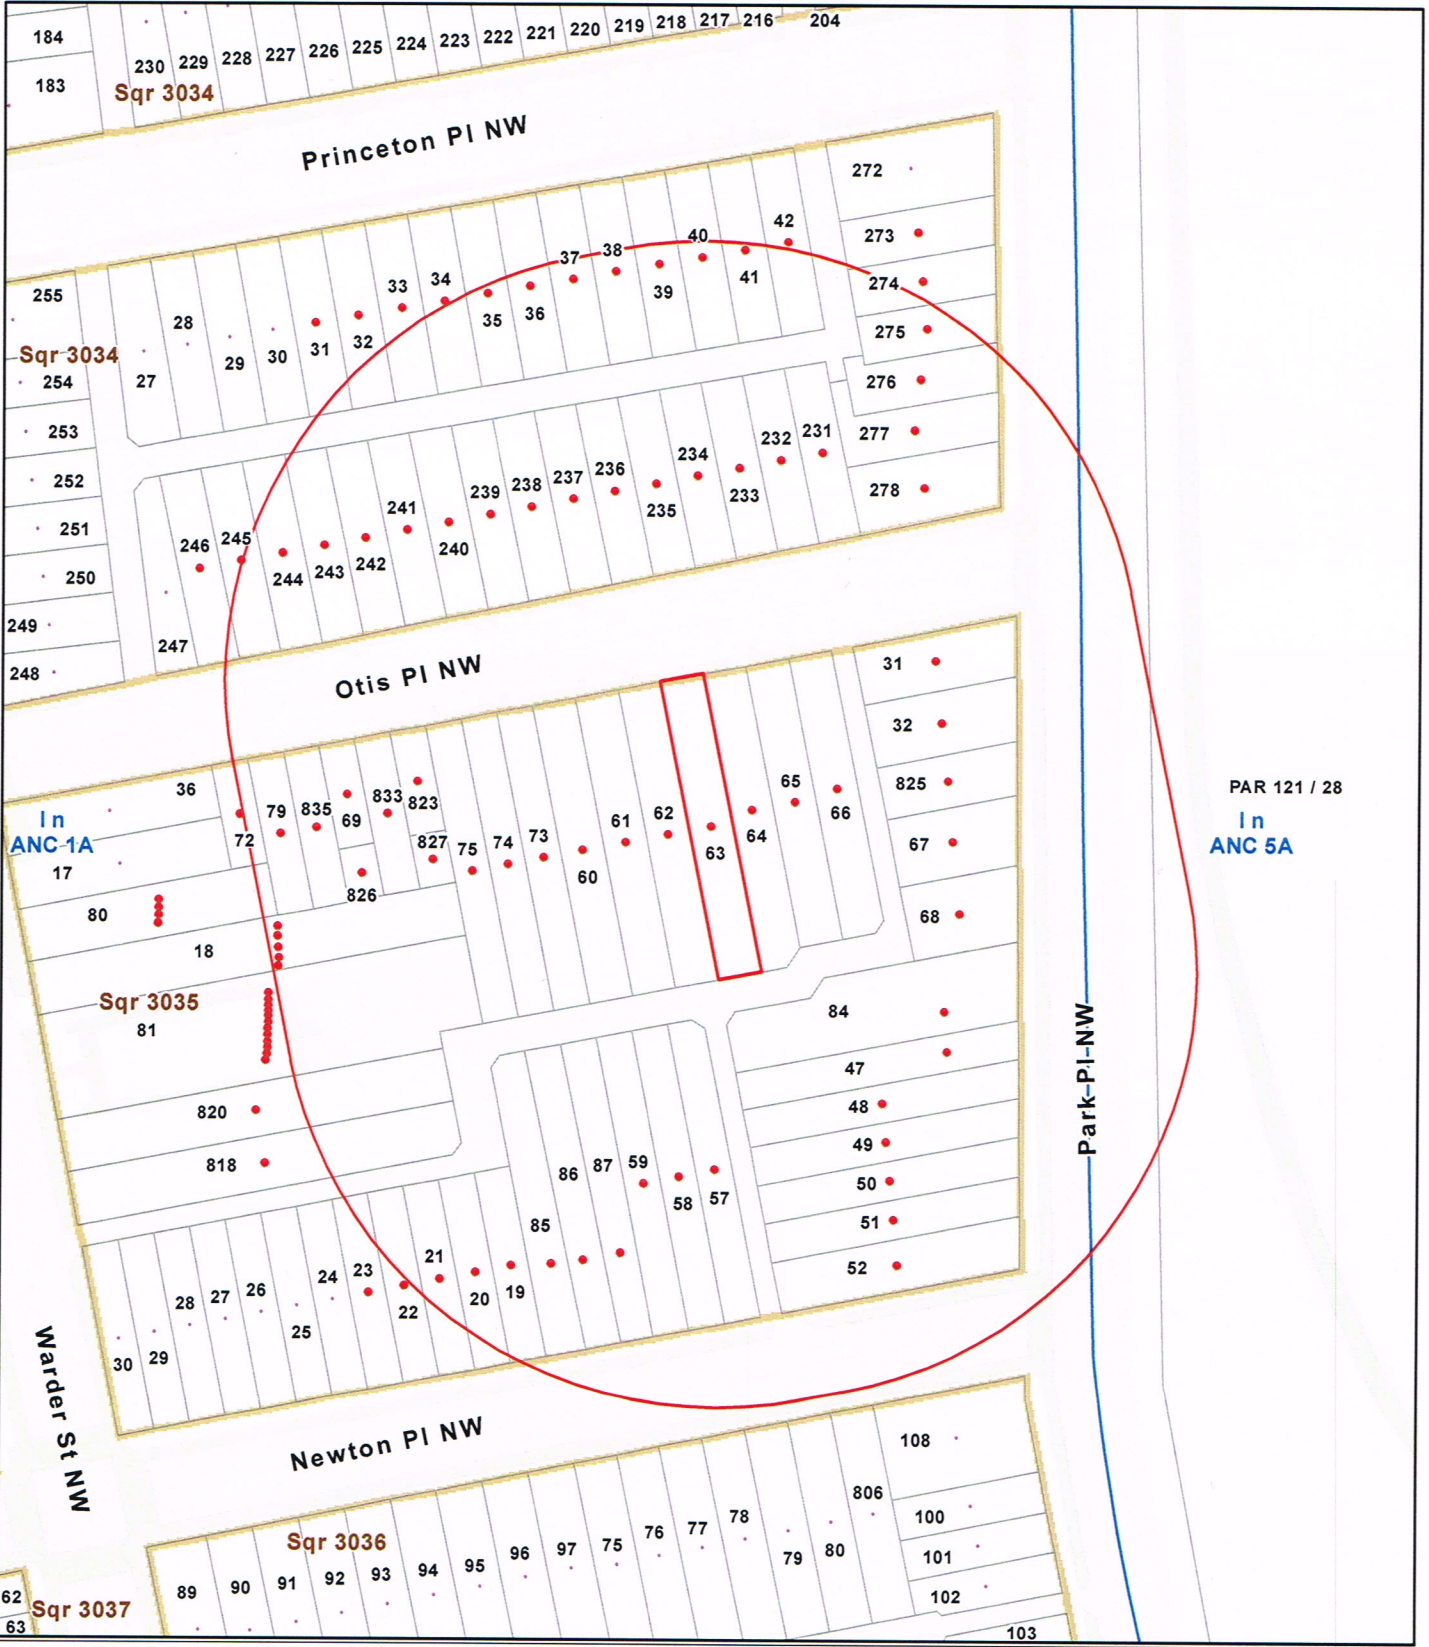 184
230 229 228 227 226 225 224 223 222 221 220 219 218 217 216 204
183
Sqr 3034
Princeton Pl NW
272
273
274
275
276
277
278
255
Sqr 3034
254
253
252
251
250
249
248
27 28 29 30 31 32 33 34 35 36 37 38 39 40 41 42
247 246 245 244 243 242 241 240 239 238 237 236 235 234 233 232 231
Otis Pl NW
36
In
ANC 1A
17
80
18
Sqr 3035
81
820
818
72 79 835 69 833 823
826 827 75 74 73 60 61 62 63 64 65 66
31
32
825
67
68
84
47
48
49
50
51
52
PAR 121 / 28
In
ANC 5A
Park Pl NW
30 29 28 27 26 25 24 23 22 21 20 19 85 86 87 59 58 57
Warder St NW
Newton Pl NW
Sqr 3036
89 90 91 92 93 94 95 96 97 75 76 77 78 79 80 806
108
100
101
102
103
62
Sqr 3037
63